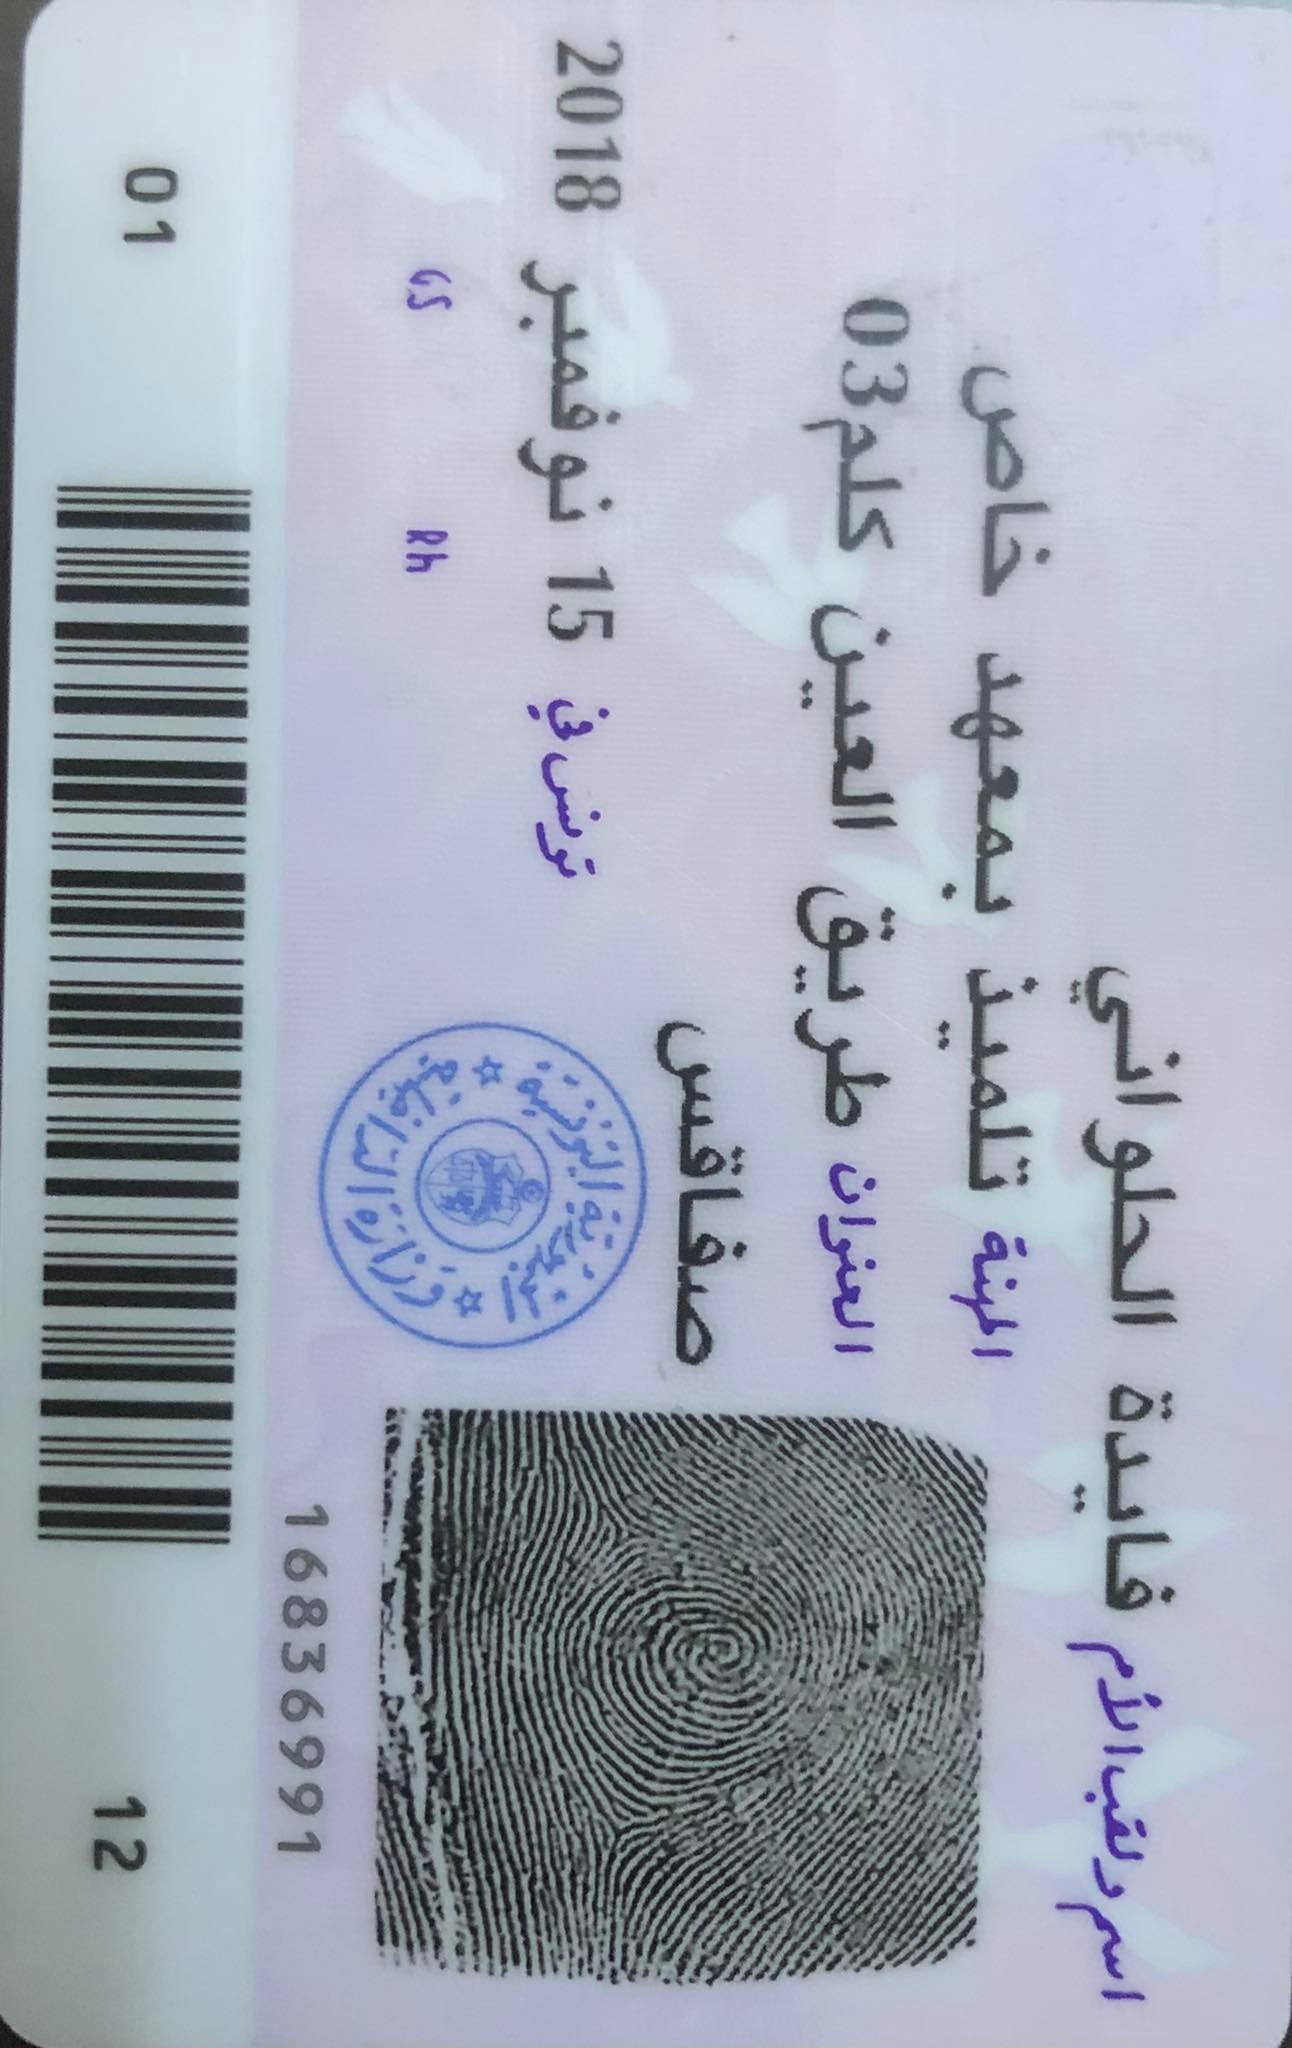 اسم ولقب الأم فايدة الحلواني
المهنة تلميذ بمعهد خاص
العنوان طريق العين كلم03
صفاقس
تونس في 15 نوفمبر 2018
الجمهورية التونسية
وزارة الداخلية
GS Rh
16836991
01 12